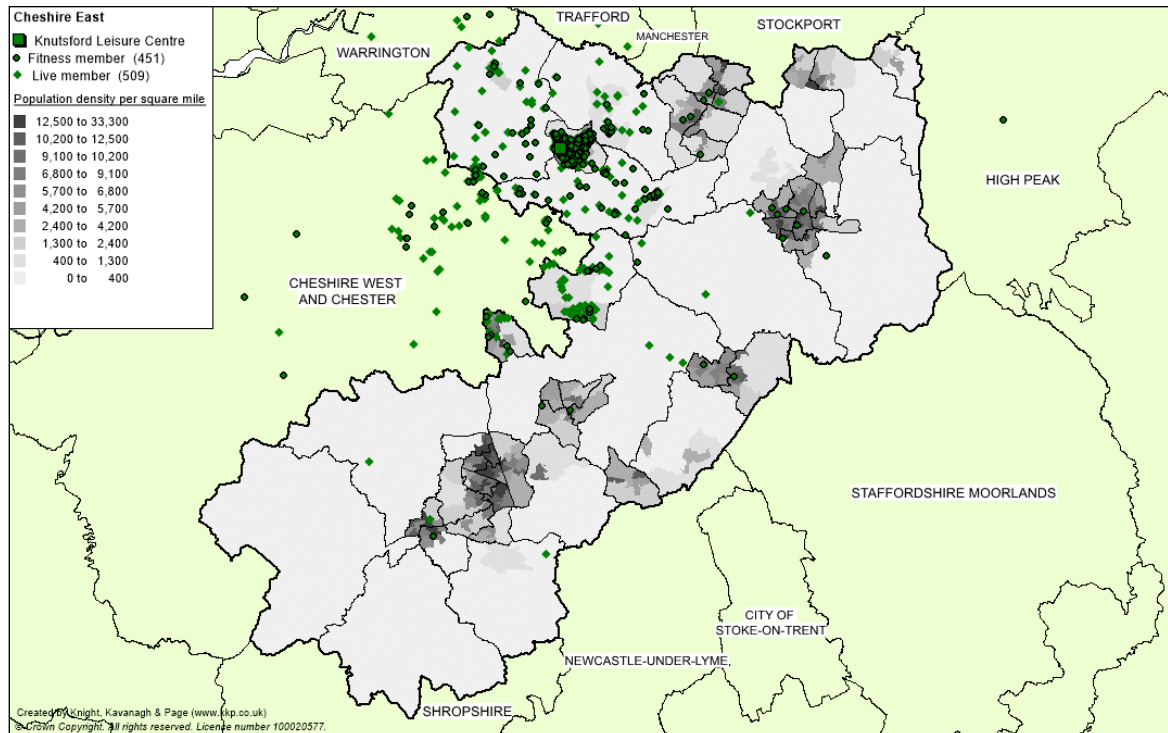 Cheshire East
Knutsford Leisure Centre
Fitness member (451)
Live member (509)
Population density per square mile
12,500 to 33,300
10,200 to 12,500
9,100 to 10,200
6,800 to 9,100
5,700 to 6,800
4,200 to 5,700
2,400 to 4,200
1,300 to 2,400
400 to 1,300
0 to 400
TRAFFORD
STOCKPORT
MANCHESTER
WARRINGTON
HIGH PEAK
CHESHIRE WEST
AND CHESTER
STAFFORDSHIRE MOORLANDS
CITY OF
STOKE-ON-TRENT
NEWCASTLE-UNDER-LYME,
SHROPSHIRE
Created by Knight, Kavanagh & Page (www.kkp.co.uk)
© Crown Copyright. All rights reserved. Licence number 100020577.